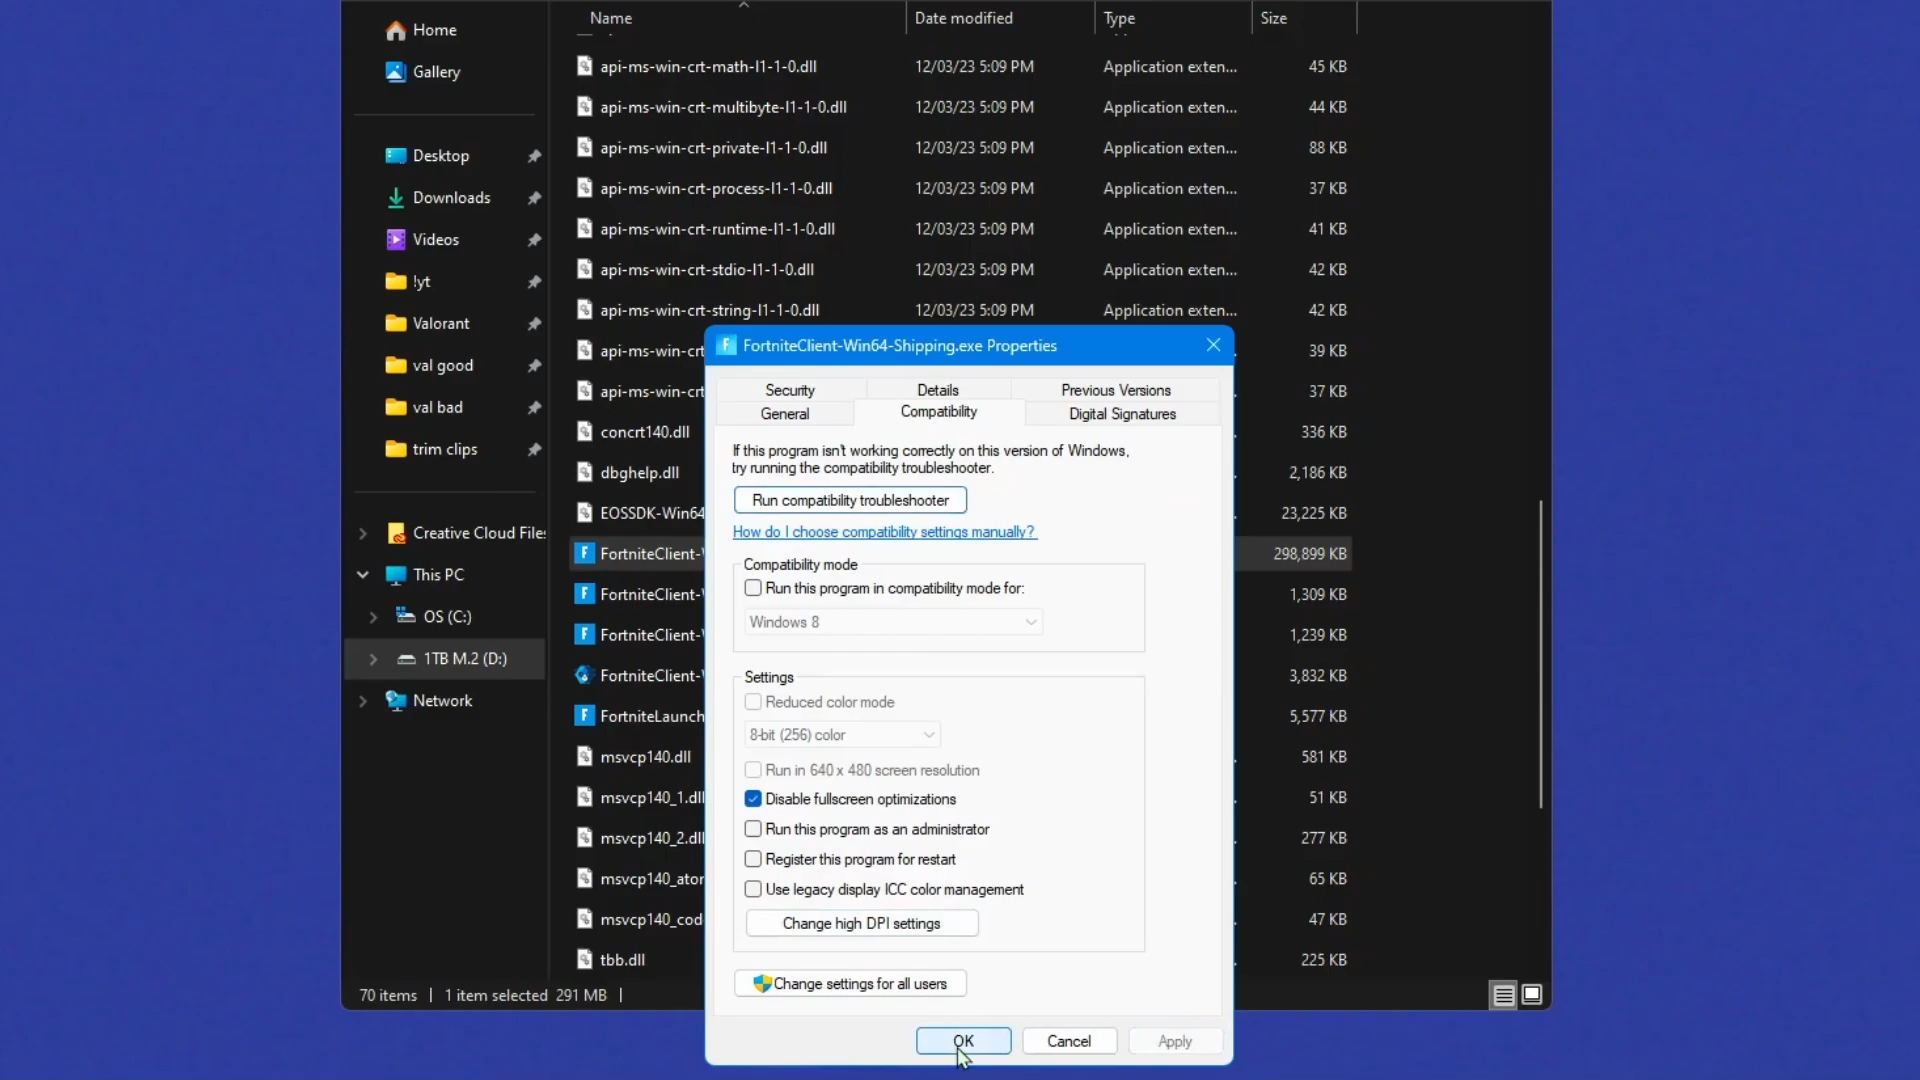 Name
Date modified
Type
Size
Home
Gallery
Desktop
Downloads
Videos
!yt
Valorant
val good
val bad
trim clips
Creative Cloud Files
This PC
OS (C:)
1TB M.2 (D:)
Network
api-ms-win-crt-math-l1-1-0.dll 12/03/23 5:09 PM Application exten... 45 KB
api-ms-win-crt-multibyte-l1-1-0.dll 12/03/23 5:09 PM Application exten... 44 KB
api-ms-win-crt-private-l1-1-0.dll 12/03/23 5:09 PM Application exten... 88 KB
api-ms-win-crt-process-l1-1-0.dll 12/03/23 5:09 PM Application exten... 37 KB
api-ms-win-crt-runtime-l1-1-0.dll 12/03/23 5:09 PM Application exten... 41 KB
api-ms-win-crt-stdio-l1-1-0.dll 12/03/23 5:09 PM Application exten... 42 KB
api-ms-win-crt-string-l1-1-0.dll 12/03/23 5:09 PM Application exten... 42 KB
api-ms-win-crt 39 KB
api-ms-win-crt 37 KB
concrt140.dll 336 KB
dbghelp.dll 2,186 KB
EOSSDK-Win64 23,225 KB
FortniteClient- 298,899 KB
FortniteClient- 1,309 KB
FortniteClient- 1,239 KB
FortniteClient- 3,832 KB
FortniteLaunch 5,577 KB
msvcp140.dll 581 KB
msvcp140_1.dll 51 KB
msvcp140_2.dll 277 KB
msvcp140_ator 65 KB
msvcp140_cod 47 KB
tbb.dll 225 KB
70 items | 1 item selected 291 MB |
FortniteClient-Win64-Shipping.exe Properties
Security Details Previous Versions
General Compatibility Digital Signatures
If this program isn't working correctly on this version of Windows,
try running the compatibility troubleshooter.
Run compatibility troubleshooter
How do I choose compatibility settings manually?
Compatibility mode
Run this program in compatibility mode for:
Windows 8
Settings
Reduced color mode
8-bit (256) color
Run in 640 x 480 screen resolution
Disable fullscreen optimizations
Run this program as an administrator
Register this program for restart
Use legacy display ICC color management
Change high DPI settings
Change settings for all users
OK Cancel Apply